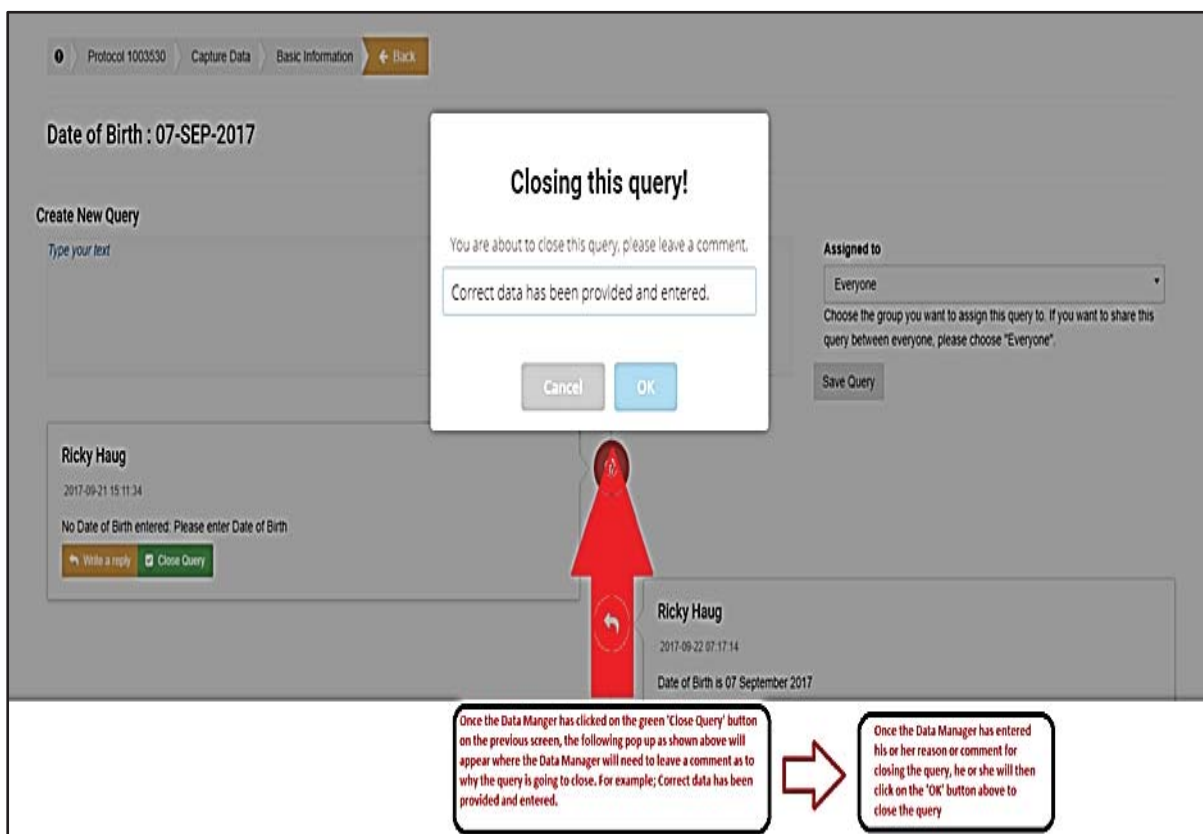 Protocol 1003530 Capture Data Basic Information Back
Date of Birth : 07-SEP-2017
Create New Query
Type your text
Closing this query!
You are about to close this query, please leave a comment.
Correct data has been provided and entered.
Cancel OK
Assigned to
Everyone
Choose the group you want to assign this query to. If you want to share this
query between everyone, please choose "Everyone".
Save Query
Ricky Haug
2017-09-21 15:11:34
No Date of Birth entered: Please enter Date of Birth
Write a reply Close Query
Ricky Haug
2017-09-22 07:17:14
Date of Birth is 07 September 2017
Once the Data Manger has clicked on the green 'Close Query' button
on the previous screen, the following pop up as shown above will
appear where the Data Manager will need to leave a comment as to
why the query is going to close. For example; Correct data has been
provided and entered.
Once the Data Manager has entered
his or her reason or comment for
closing the query, he or she will then
click on the 'OK' button above to
close the query